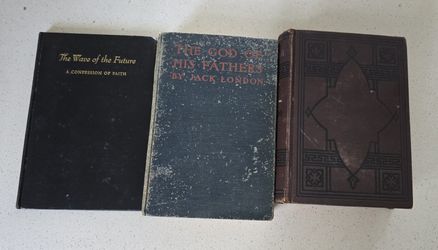 The Wave of the Future
A CONFESSION OF FAITH
THE GOD OF
HIS FATHERS
BY JACK LONDON